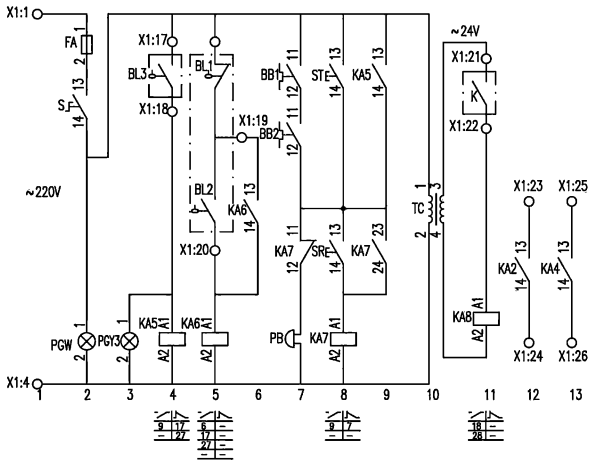 X1:1
FA
1
2
S
13
14
~220V
PGW
1
2
X1:4
PGY3
1
2
X1:17
BL3
X1:18
KA5
A1
A2
BL1
X1:19
BL2
X1:20
KA6
13
14
KA6
A1
A2
BB1
11
12
BB2
11
12
KA7
11
12
PB
STE
13
14
SRE
13
14
KA7
A1
A2
KA5
13
14
KA7
23
24
TC
1
2
3
4
~24V
X1:21
K
X1:22
KA8
A1
A2
X1:23
KA2
13
14
X1:24
X1:25
KA4
13
14
X1:26
1 2 3 4 5 6 7 8 9 10 11 12 13
9 17
- 27
6 -
17 -
27 -
- -
9 7
- -
18 -
28 -